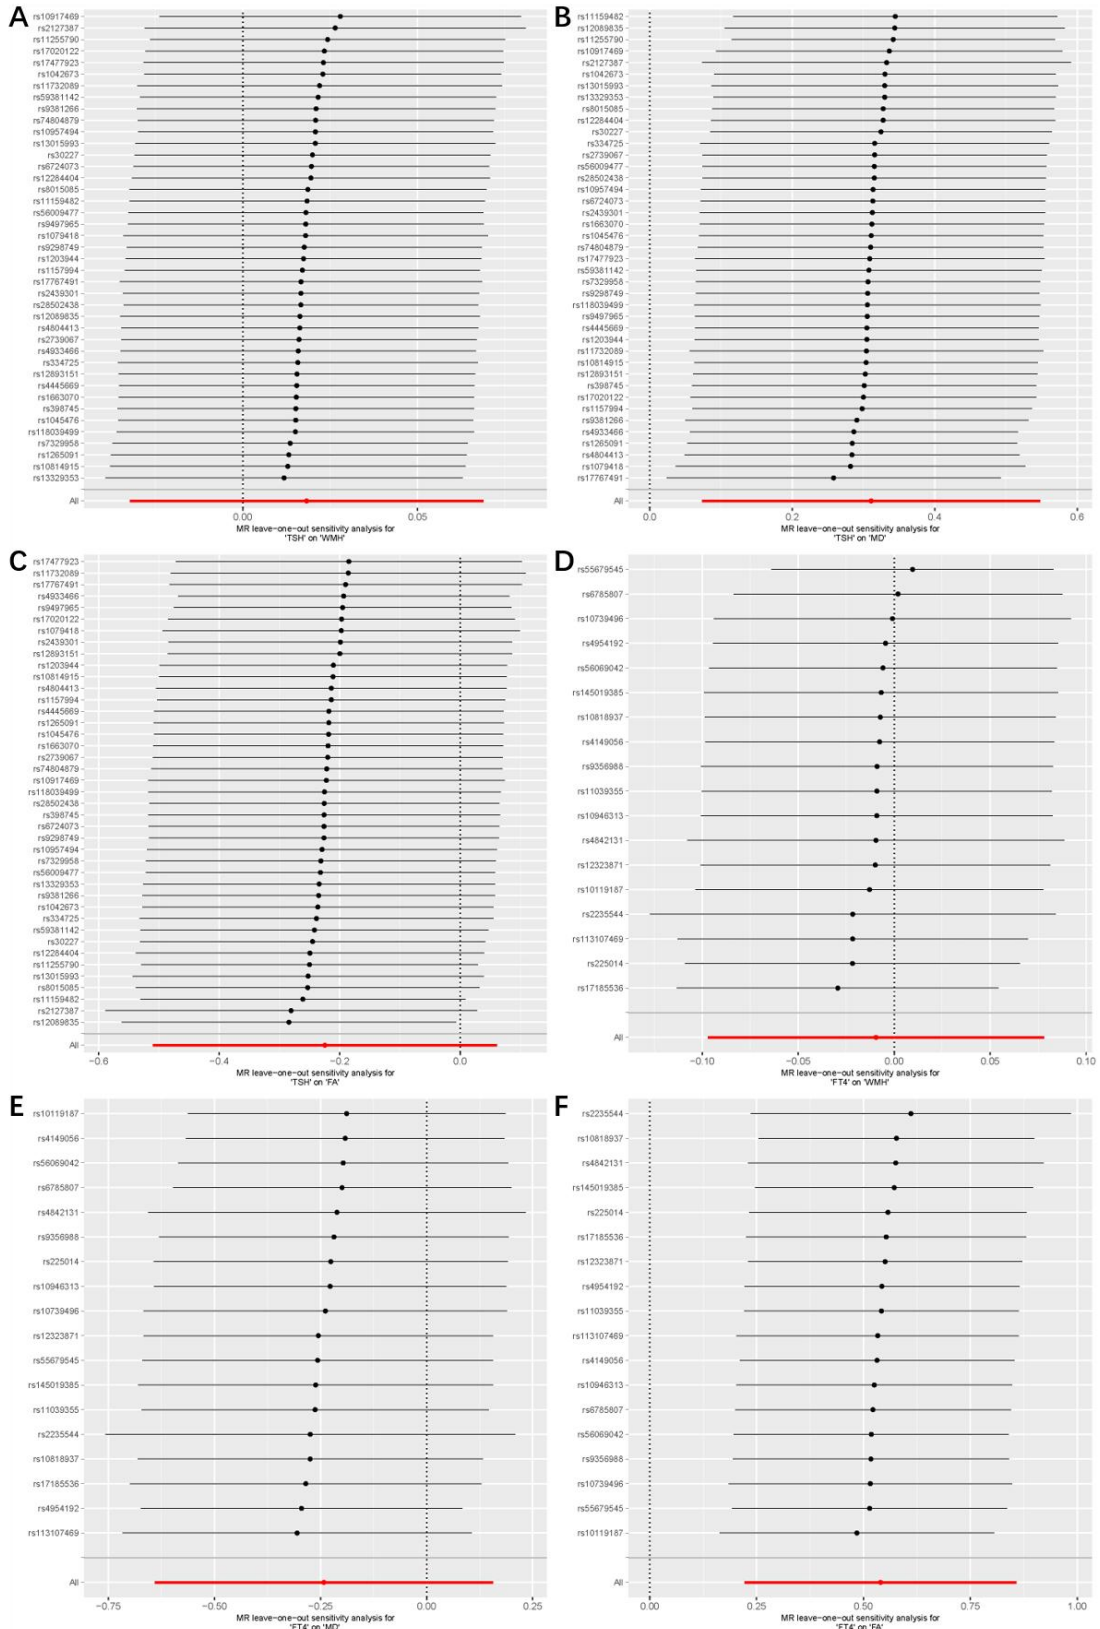 A
rs10917469
rs2127387
rs11255790
rs17020122
rs17477923
rs1042673
rs11732089
rs59381142
rs9381266
rs74804879
rs10957494
rs13015993
rs30227
rs6724073
rs12284404
rs8015085
rs11159482
rs56009477
rs9497965
rs1079418
rs9298749
rs1203944
rs1157994
rs17767491
rs2439301
rs28502438
rs12089835
rs4804413
rs2739067
rs4933466
rs334725
rs12893151
rs4445669
rs1663070
rs398745
rs1045476
rs118039499
rs7329958
rs1265091
rs10814915
rs13329353
All
0.00 0.05
MR leave-one-out sensitivity analysis for
'TSH' on 'WMH'
B
rs11159482
rs12089835
rs11255790
rs10917469
rs2127387
rs1042673
rs13015993
rs13329353
rs8015085
rs12284404
rs30227
rs334725
rs2739067
rs56009477
rs28502438
rs10957494
rs6724073
rs2439301
rs1663070
rs1045476
rs74804879
rs17477923
rs59381142
rs7329958
rs9298749
rs118039499
rs9497965
rs4445669
rs1203944
rs11732089
rs10814915
rs12893151
rs398745
rs17020122
rs1157994
rs9381266
rs4933466
rs1265091
rs4804413
rs1079418
rs17767491
All
0.0 0.2 0.4 0.6
MR leave-one-out sensitivity analysis for
'TSH' on 'MD'
C
rs17477923
rs11732089
rs17767491
rs4933466
rs9497965
rs17020122
rs1079418
rs2439301
rs12893151
rs1203944
rs10814915
rs4804413
rs1157994
rs4445669
rs1265091
rs1045476
rs1663070
rs2739067
rs74804879
rs10917469
rs118039499
rs28502438
rs398745
rs6724073
rs9298749
rs10957494
rs7329958
rs56009477
rs13329353
rs9381266
rs1042673
rs334725
rs59381142
rs30227
rs12284404
rs11255790
rs13015993
rs8015085
rs11159482
rs2127387
rs12089835
All
−0.6 −0.4 −0.2 0.0
MR leave-one-out sensitivity analysis for
'TSH' on 'FA'
D
rs55679545
rs6785807
rs10739496
rs4954192
rs56069042
rs145019385
rs10818937
rs4149056
rs9356988
rs11039355
rs10946313
rs4842131
rs12323871
rs10119187
rs2235544
rs113107469
rs225014
rs17185536
All
−0.10 −0.05 0.00 0.05 0.10
MR leave-one-out sensitivity analysis for
'FT4' on 'WMH'
E
rs10119187
rs4149056
rs56069042
rs6785807
rs4842131
rs9356988
rs225014
rs10946313
rs10739496
rs12323871
rs55679545
rs145019385
rs11039355
rs2235544
rs10818937
rs17185536
rs4954192
rs113107469
All
−0.75 −0.50 −0.25 0.00 0.25
MR leave-one-out sensitivity analysis for
'FT4' on 'MD'
F
rs2235544
rs10818937
rs4842131
rs145019385
rs225014
rs17185536
rs12323871
rs4954192
rs11039355
rs113107469
rs4149056
rs10946313
rs6785807
rs56069042
rs9356988
rs10739496
rs55679545
rs10119187
All
0.00 0.25 0.50 0.75 1.00
MR leave-one-out sensitivity analysis for
'FT4' on 'FA'